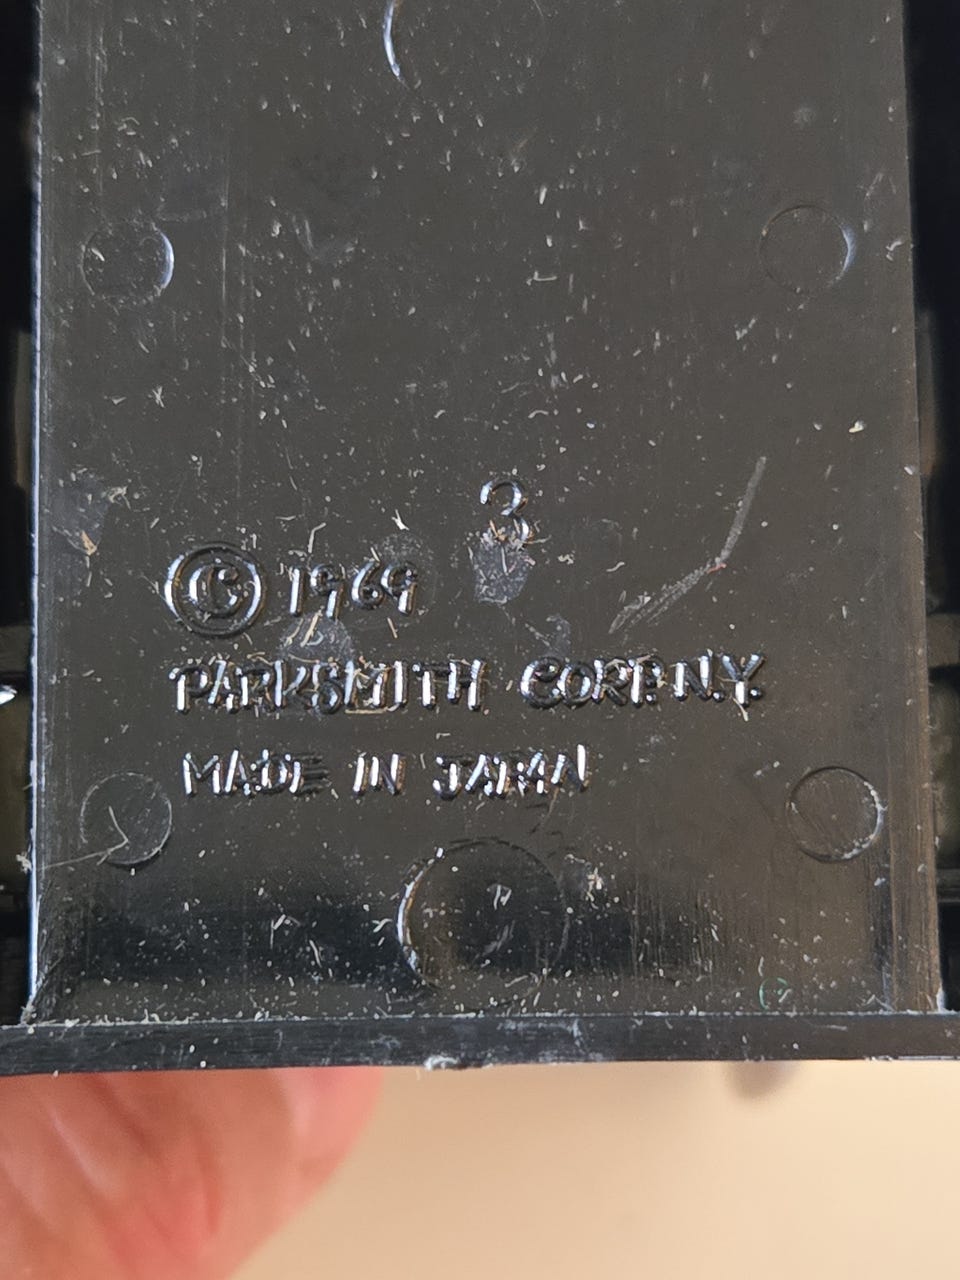 3
© 1969
PARKSMITH CORP. N.Y.
MADE IN JAPAN